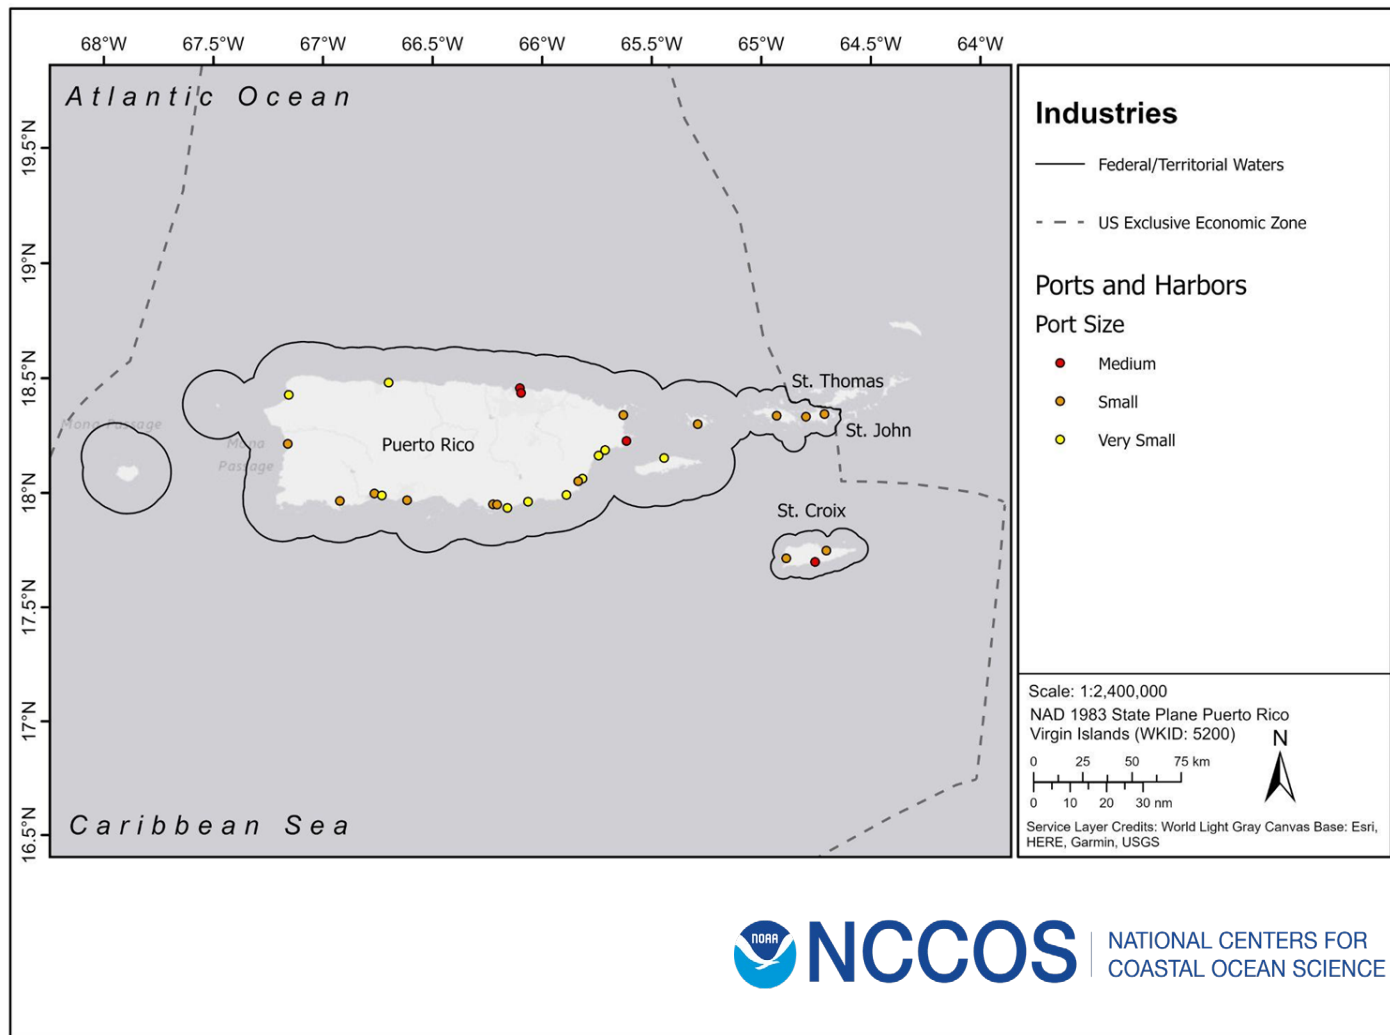 68°W 67.5°W 67°W 66.5°W 66°W 65.5°W 65°W 64.5°W 64°W
Atlantic Ocean
19.5°N
19°N
18.5°N
18°N
17.5°N
17°N
16.5°N
Mona Passage
Mona
Passage
Puerto Rico
St. Thomas
St. John
St. Croix
Caribbean Sea
Industries
Federal/Territorial Waters
US Exclusive Economic Zone
Ports and Harbors
Port Size
Medium
Small
Very Small
Scale: 1:2,400,000
NAD 1983 State Plane Puerto Rico
Virgin Islands (WKID: 5200)
N
0 25 50 75 km
0 10 20 30 nm
Service Layer Credits: World Light Gray Canvas Base: Esri,
HERE, Garmin, USGS
NOAA
NCCOS
NATIONAL CENTERS FOR
COASTAL OCEAN SCIENCE